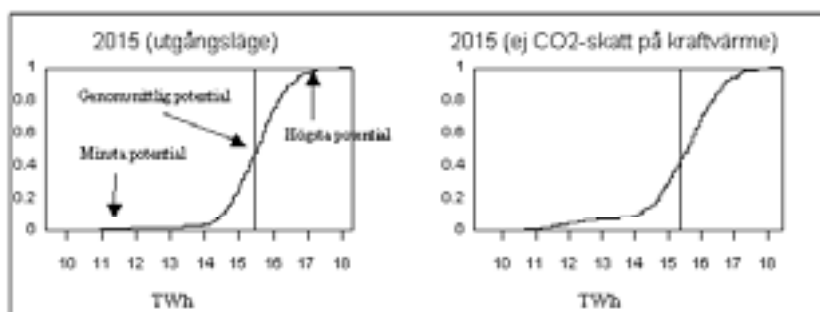 2015 (utgångsläge)
1
0.8
0.6
0.4
0.2
0
Genomsnittlig potential
Minsta potential
Högsta potential
10 11 12 13 14 15 16 17 18
TWh
2015 (ej CO2-skatt på kraftvärme)
1
0.8
0.6
0.4
0.2
0
10 11 12 13 14 15 16 17 18
TWh